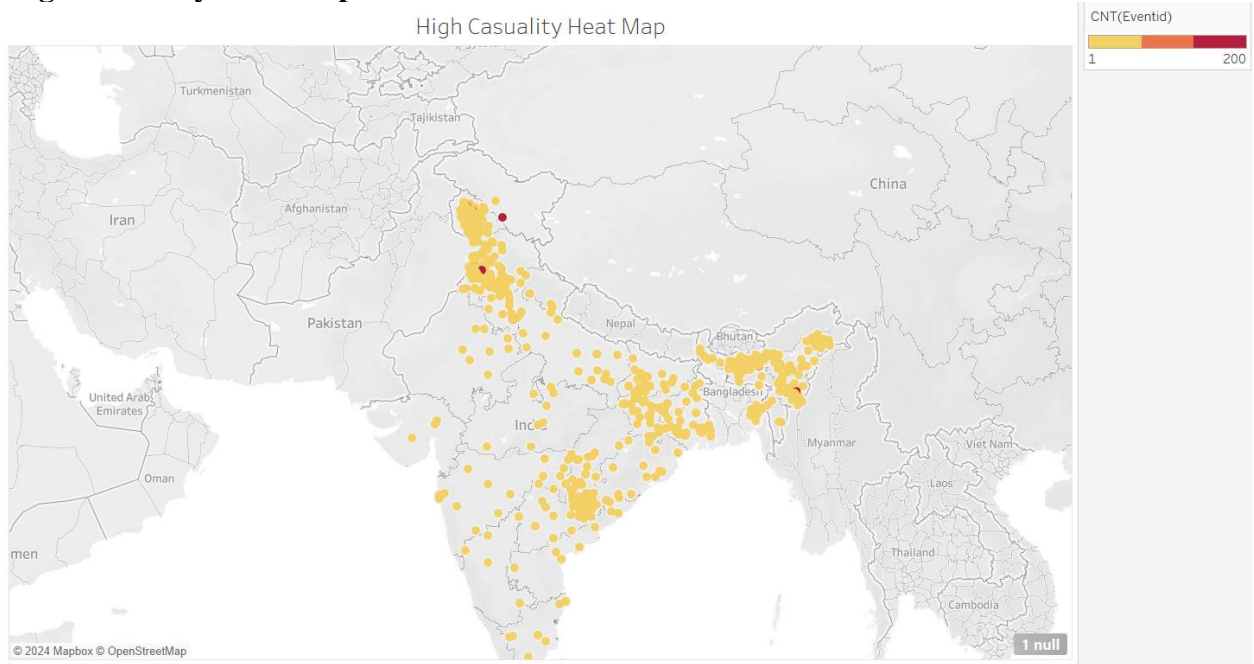 High Casuality Heat Map
CNT(Eventid)
1 200
Turkmenistan
Tajikistan
China
Afghanistan
Iran
Pakistan
Nepal
Bhutan
United Arab
Emirates
Bangladesh
India
Myanmar
Viet Nam
Oman
Laos
men
Thailand
Cambodia
1 null
© 2024 Mapbox © OpenStreetMap